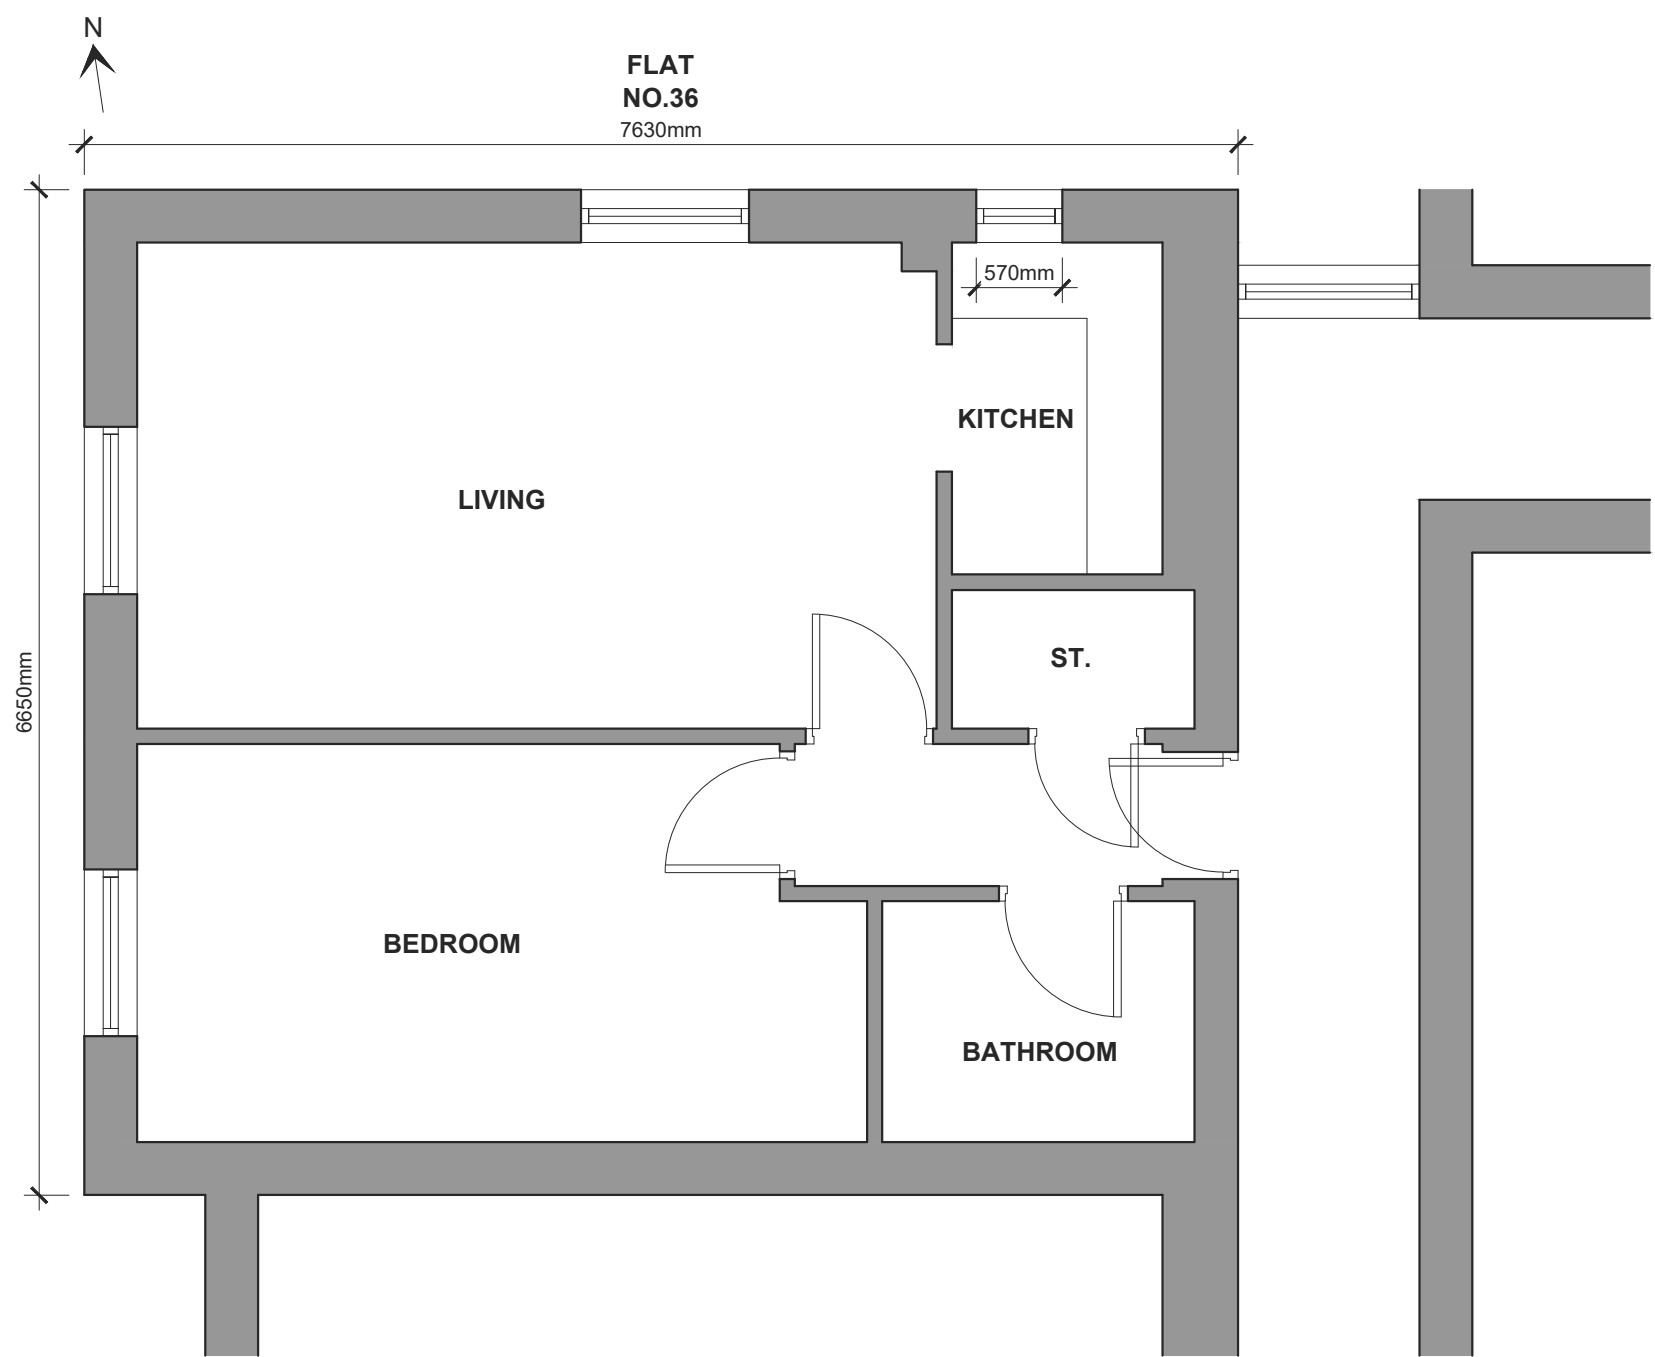 N
FLAT
NO.36
7630mm
570mm
KITCHEN
LIVING
ST.
6650mm
BEDROOM
BATHROOM